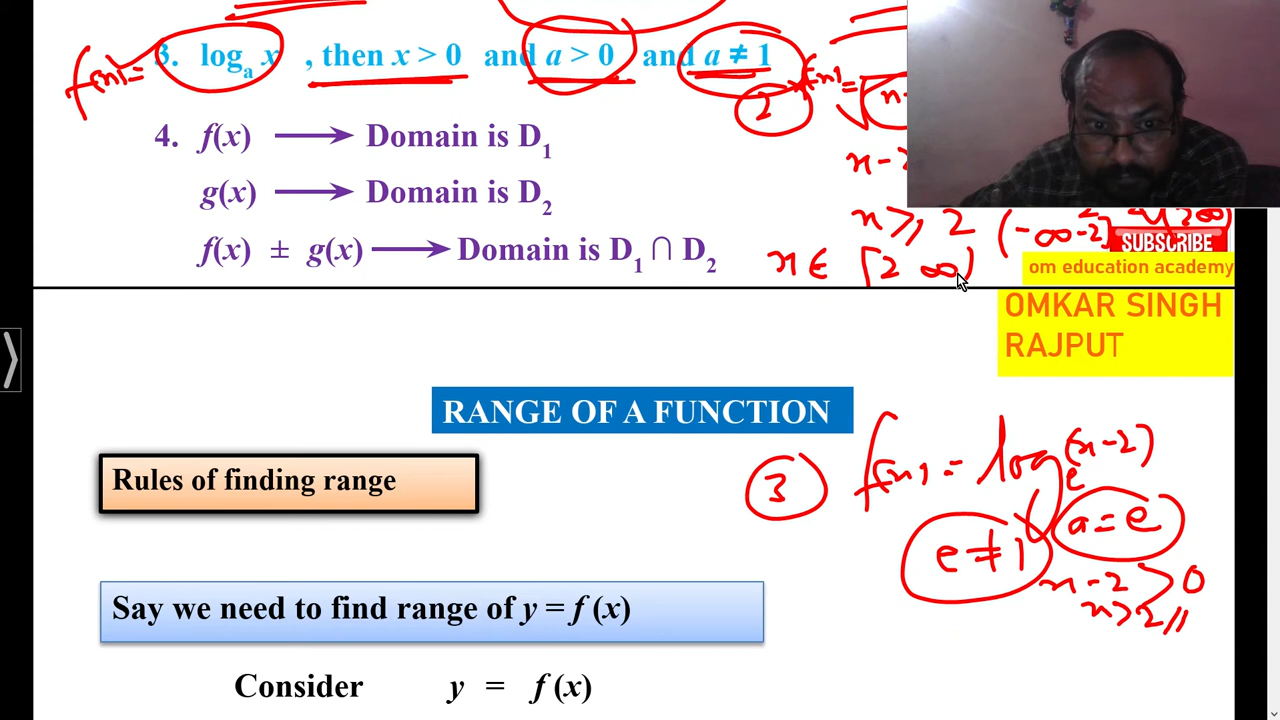 f(x) =
3. logₐ x , then x > 0 and a > 0 and a ≠ 1
2 f(x) =
4. f(x) ⟶ Domain is D₁
g(x) ⟶ Domain is D₂
x ≥ 2
f(x) ± g(x) ⟶ Domain is D₁ ∩ D₂
x ∈ [2 ∞)
SUBSCRIBE
om education academy
OMKAR SINGH
RAJPUT
RANGE OF A FUNCTION
3 f(x) = logₑ(x-2)
Rules of finding range
a = e
e ≠ 1
x-2 > 0
x > 2 //
Say we need to find range of y = f (x)
Consider y = f (x)